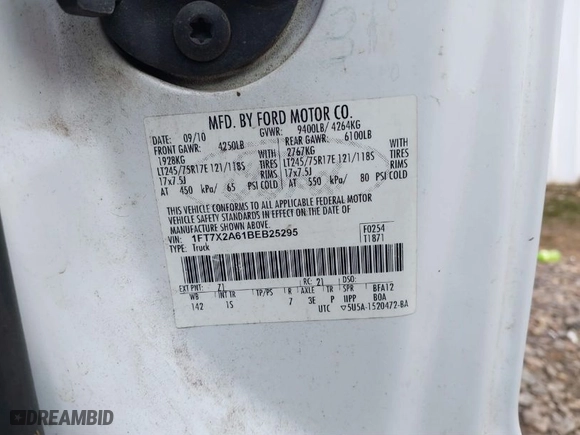 MFD. BY FORD MOTOR CO.
09/10 GVWR: 9400LB/ 4264KG
FRONT GAWR: 4250LB REAR GAWR: 6100LB
1928KG WITH 2767KG WITH
LT245/75R17E 121/118S TIRES LT245/75R17E 121/118S TIRES
17x7.5J RIMS 17x7.5J RIMS
AT 450 kPa/ 65 PSI COLD AT 550 kPa/ 80 PSI COLD
THIS VEHICLE CONFORMS TO ALL APPLICABLE FEDERAL MOTOR
VEHICLE SAFETY STANDARDS IN EFFECT ON THE DATE OF MANUFACTURE
SHOWN ABOVE.
VIN: 1FT7X2A61BEB25295 F0254
TYPE: Truck T1871
EXT PNT: Z1 RC: 21 DSO:
WB INT TR TP/PS R AXLE TR SPR BFA12
142 IS 7 3E P IIPP BOA
UTC ▽5U5A-1520472-BA
DREAMBID